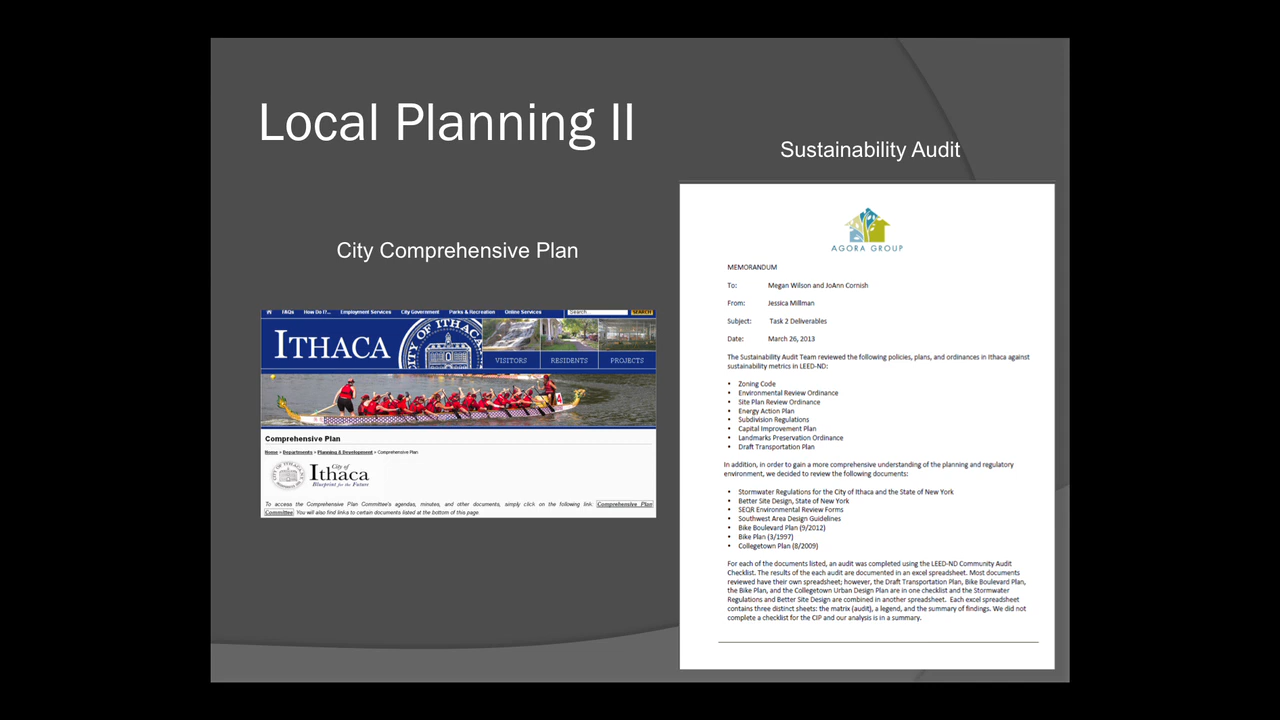 Local Planning II
City Comprehensive Plan
FAQs How Do I?... Employment Services City Government Parks & Recreation Online Services Search... SEARCH
ITHACA
CITY OF ITHACA
VISITORS RESIDENTS PROJECTS
Comprehensive Plan
Home > Departments > Planning & Development > Comprehensive Plan
City of
Ithaca
Blueprint for the Future
To access the Comprehensive Plan Committee's agendas, minutes, and other documents, simply click on the following link: Comprehensive Plan
Committee. You will also find links to certain documents listed at the bottom of this page.
Sustainability Audit
AGORA GROUP
MEMORANDUM
To: Megan Wilson and JoAnn Cornish
From: Jessica Millman
Subject: Task 2 Deliverables
Date: March 26, 2013
The Sustainability Audit Team reviewed the following policies, plans, and ordinances in Ithaca against
sustainability metrics in LEED-ND:
• Zoning Code
• Environmental Review Ordinance
• Site Plan Review Ordinance
• Energy Action Plan
• Subdivision Regulations
• Capital Improvement Plan
• Landmarks Preservation Ordinance
• Draft Transportation Plan
In addition, in order to gain a more comprehensive understanding of the planning and regulatory
environment, we decided to review the following documents:
• Stormwater Regulations for the City of Ithaca and the State of New York
• Better Site Design, State of New York
• SEQR Environmental Review Forms
• Southwest Area Design Guidelines
• Bike Boulevard Plan (9/2012)
• Bike Plan (3/1997)
• Collegetown Plan (8/2009)
For each of the documents listed, an audit was completed using the LEED-ND Community Audit
Checklist. The results of the each audit are documented in an excel spreadsheet. Most documents
reviewed have their own spreadsheet; however, the Draft Transportation Plan, Bike Boulevard Plan,
the Bike Plan, and the Collegetown Urban Design Plan are in one checklist and the Stormwater
Regulations and Better Site Design are combined in another spreadsheet. Each excel spreadsheet
contains three distinct sheets: the matrix (audit), a legend, and the summary of findings. We did not
complete a checklist for the CIP and our analysis is in a summary.